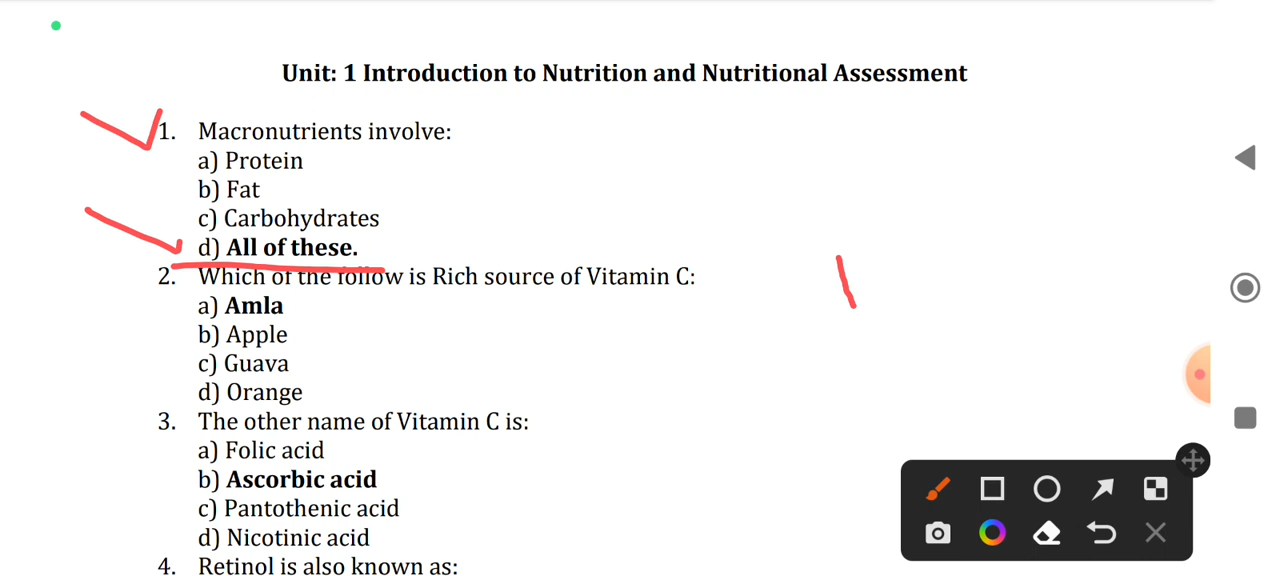 Unit: 1 Introduction to Nutrition and Nutritional Assessment
1. Macronutrients involve:
a) Protein
b) Fat
c) Carbohydrates
d) All of these.
2. Which of the follow is Rich source of Vitamin C:
a) Amla
b) Apple
c) Guava
d) Orange
3. The other name of Vitamin C is:
a) Folic acid
b) Ascorbic acid
c) Pantothenic acid
d) Nicotinic acid
4. Retinol is also known as: